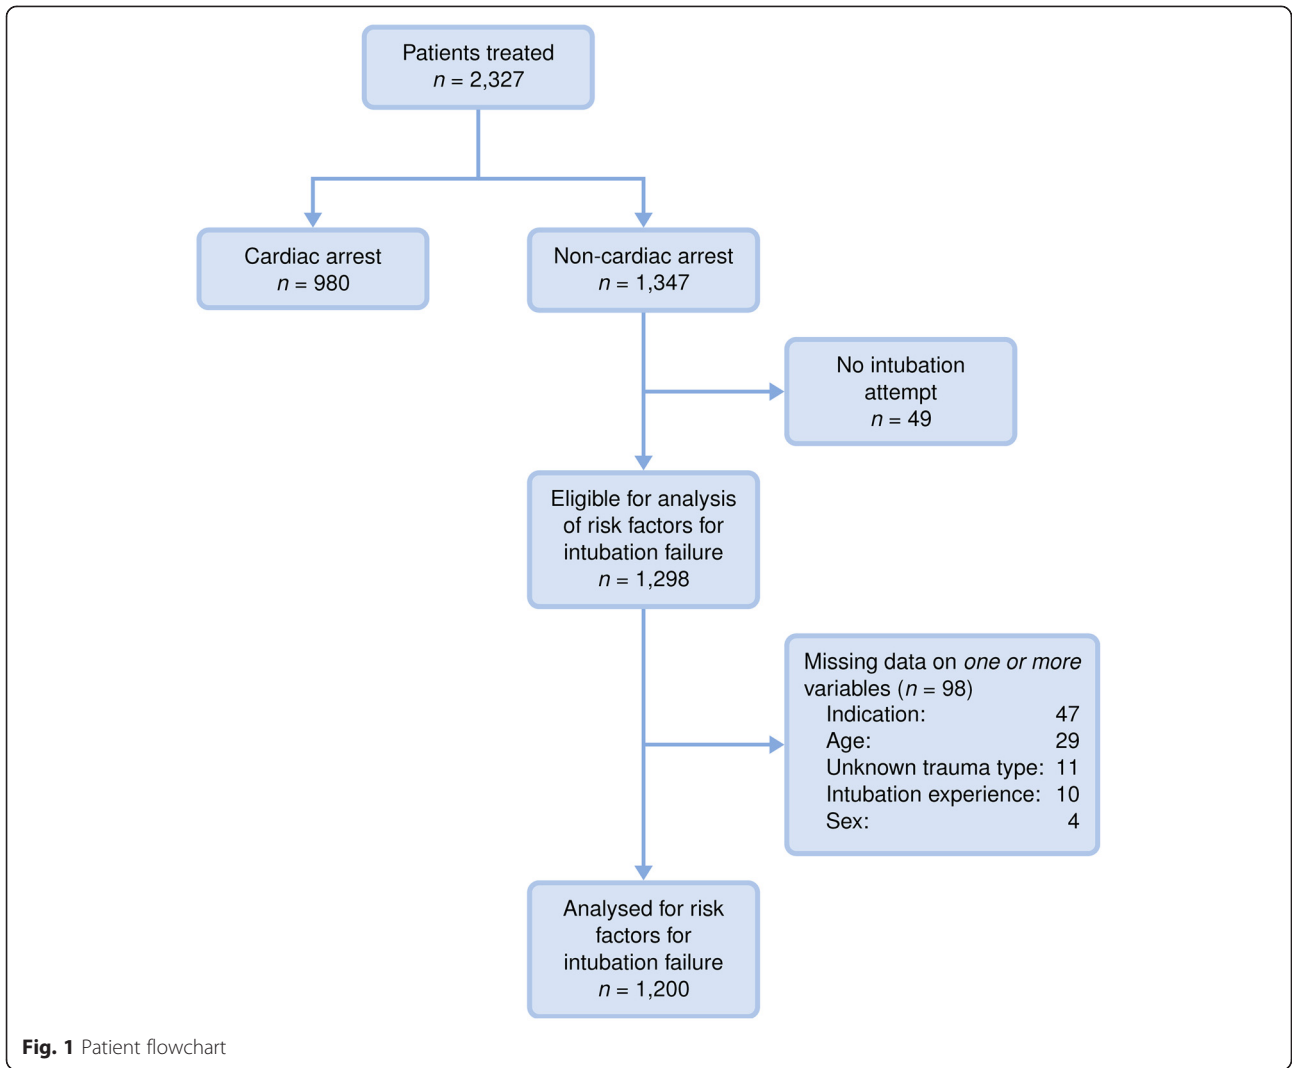 Patients treated
n = 2,327
Cardiac arrest
n = 980
Non-cardiac arrest
n = 1,347
No intubation
attempt
n = 49
Eligible for analysis
of risk factors for
intubation failure
n = 1,298
Missing data on one or more
variables (n = 98)
Indication: 47
Age: 29
Unknown trauma type: 11
Intubation experience: 10
Sex: 4
Analysed for risk
factors for
intubation failure
n = 1,200
Fig. 1 Patient flowchart